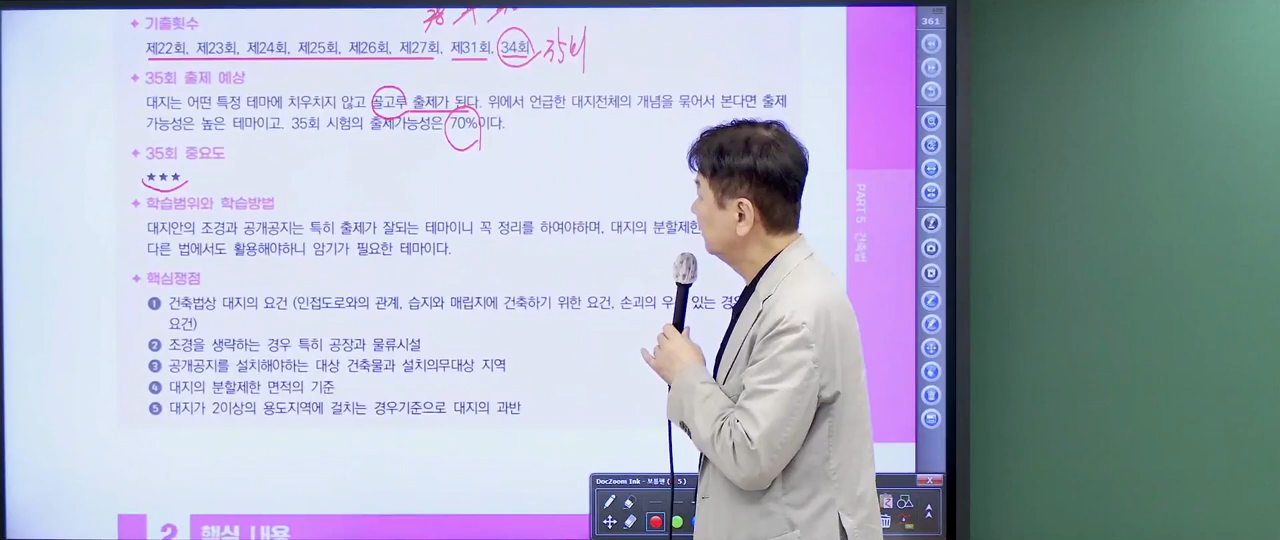 361
기출횟수
제22회, 제23회, 제24회, 제25회, 제26회, 제27회, 제31회, 34회, 35회
35회 출제 예상
대지는 어떤 특정 테마에 치우치지 않고 골고루 출제가 된다. 위에서 언급한 대지전체의 개념을 묶어서 본다면 출제
가능성은 높은 테마이고, 35회 시험의 출제가능성은 70%이다.
35회 중요도
★★★
학습범위와 학습방법
대지안의 조경과 공개공지는 특히 출제가 잘되는 테마이니 꼭 정리를 하여야하며, 대지의 분할제한
다른 법에서도 활용해야하니 암기가 필요한 테마이다.
핵심쟁점
1 건축법상 대지의 요건 (인접도로와의 관계, 습지와 매립지에 건축하기 위한 요건, 손괴의 우 있는 경
요건)
2 조경을 생략하는 경우 특히 공장과 물류시설
3 공개공지를 설치해야하는 대상 건축물과 설치의무대상 지역
4 대지의 분할제한 면적의 기준
5 대지가 2이상의 용도지역에 걸치는 경우기준으로 대지의 과반
PART 5 건축법
DocZoom Ink - 보통펜 ( 5 )
2 핵심 내용